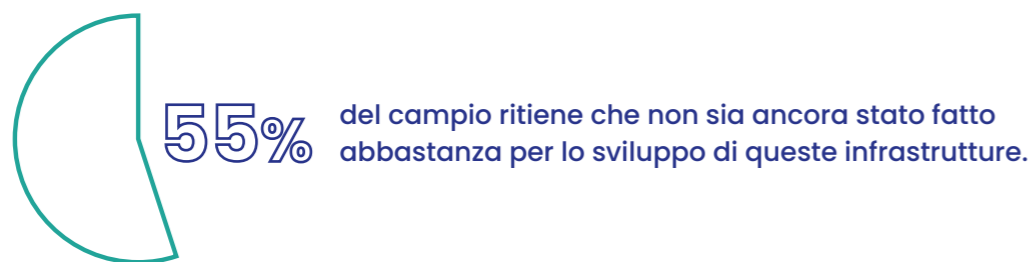 55%
del campio ritiene che non sia ancora stato fatto
abbastanza per lo sviluppo di queste infrastrutture.